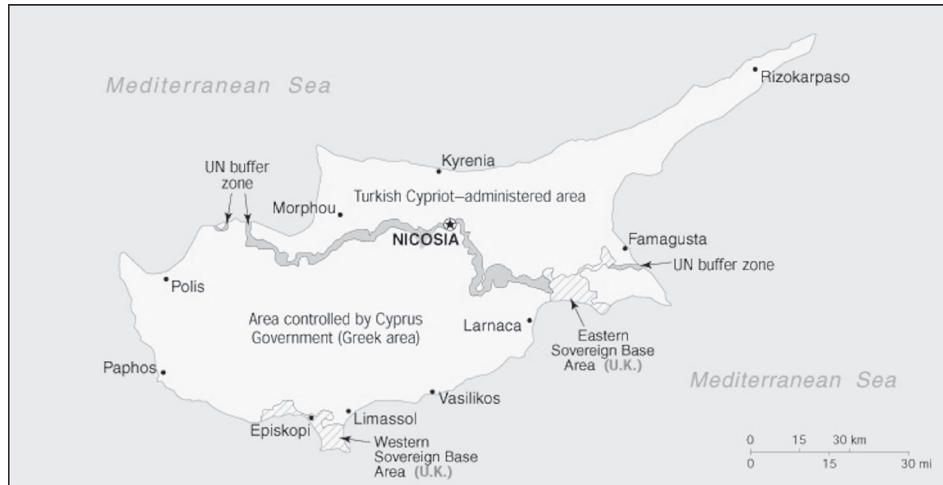 Mediterranean Sea
Rizokarpaso
Kyrenia
UN buffer
zone
Turkish Cypriot–administered area
Morphou
NICOSIA
Famagusta
UN buffer zone
Polis
Area controlled by Cyprus
Government (Greek area)
Larnaca
Eastern
Sovereign Base
Area (U.K.)
Paphos
Mediterranean Sea
Vasilikos
Limassol
Episkopi
Western
Sovereign Base
Area (U.K.)
0 15 30 km
0 15 30 mi